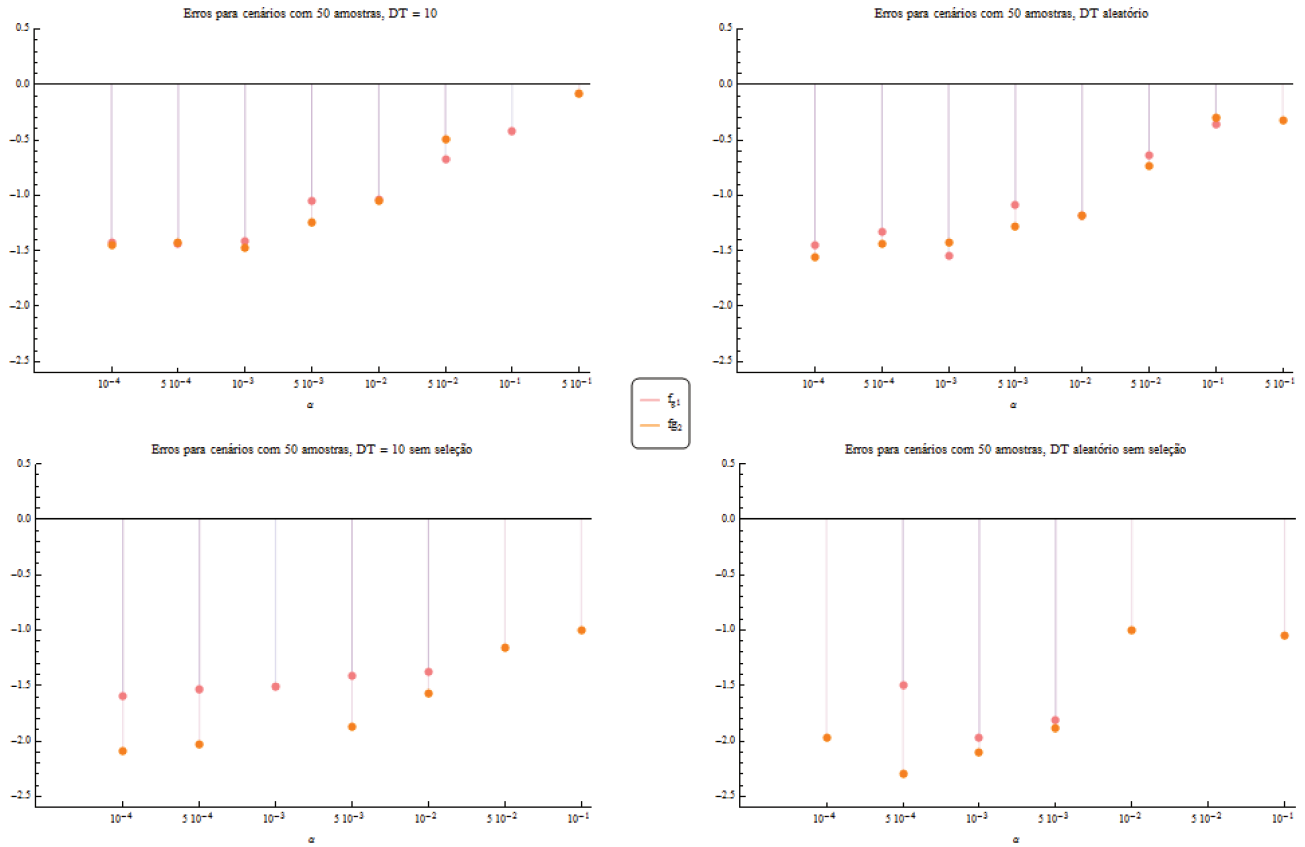 Erros para cenários com 50 amostras, DT = 10
0.5
0.0
−0.5
−1.0
−1.5
−2.0
−2.5
10⁻⁴ 5 10⁻⁴ 10⁻³ 5 10⁻³ 10⁻² 5 10⁻² 10⁻¹ 5 10⁻¹
α
Erros para cenários com 50 amostras, DT aleatório
0.5
0.0
−0.5
−1.0
−1.5
−2.0
−2.5
10⁻⁴ 5 10⁻⁴ 10⁻³ 5 10⁻³ 10⁻² 5 10⁻² 10⁻¹ 5 10⁻¹
α
f_g1
fg₂
Erros para cenários com 50 amostras, DT = 10 sem seleção
0.5
0.0
−0.5
−1.0
−1.5
−2.0
−2.5
10⁻⁴ 5 10⁻⁴ 10⁻³ 5 10⁻³ 10⁻² 5 10⁻² 10⁻¹
α
Erros para cenários com 50 amostras, DT aleatório sem seleção
0.5
0.0
−0.5
−1.0
−1.5
−2.0
−2.5
10⁻⁴ 5 10⁻⁴ 10⁻³ 5 10⁻³ 10⁻² 5 10⁻² 10⁻¹
α